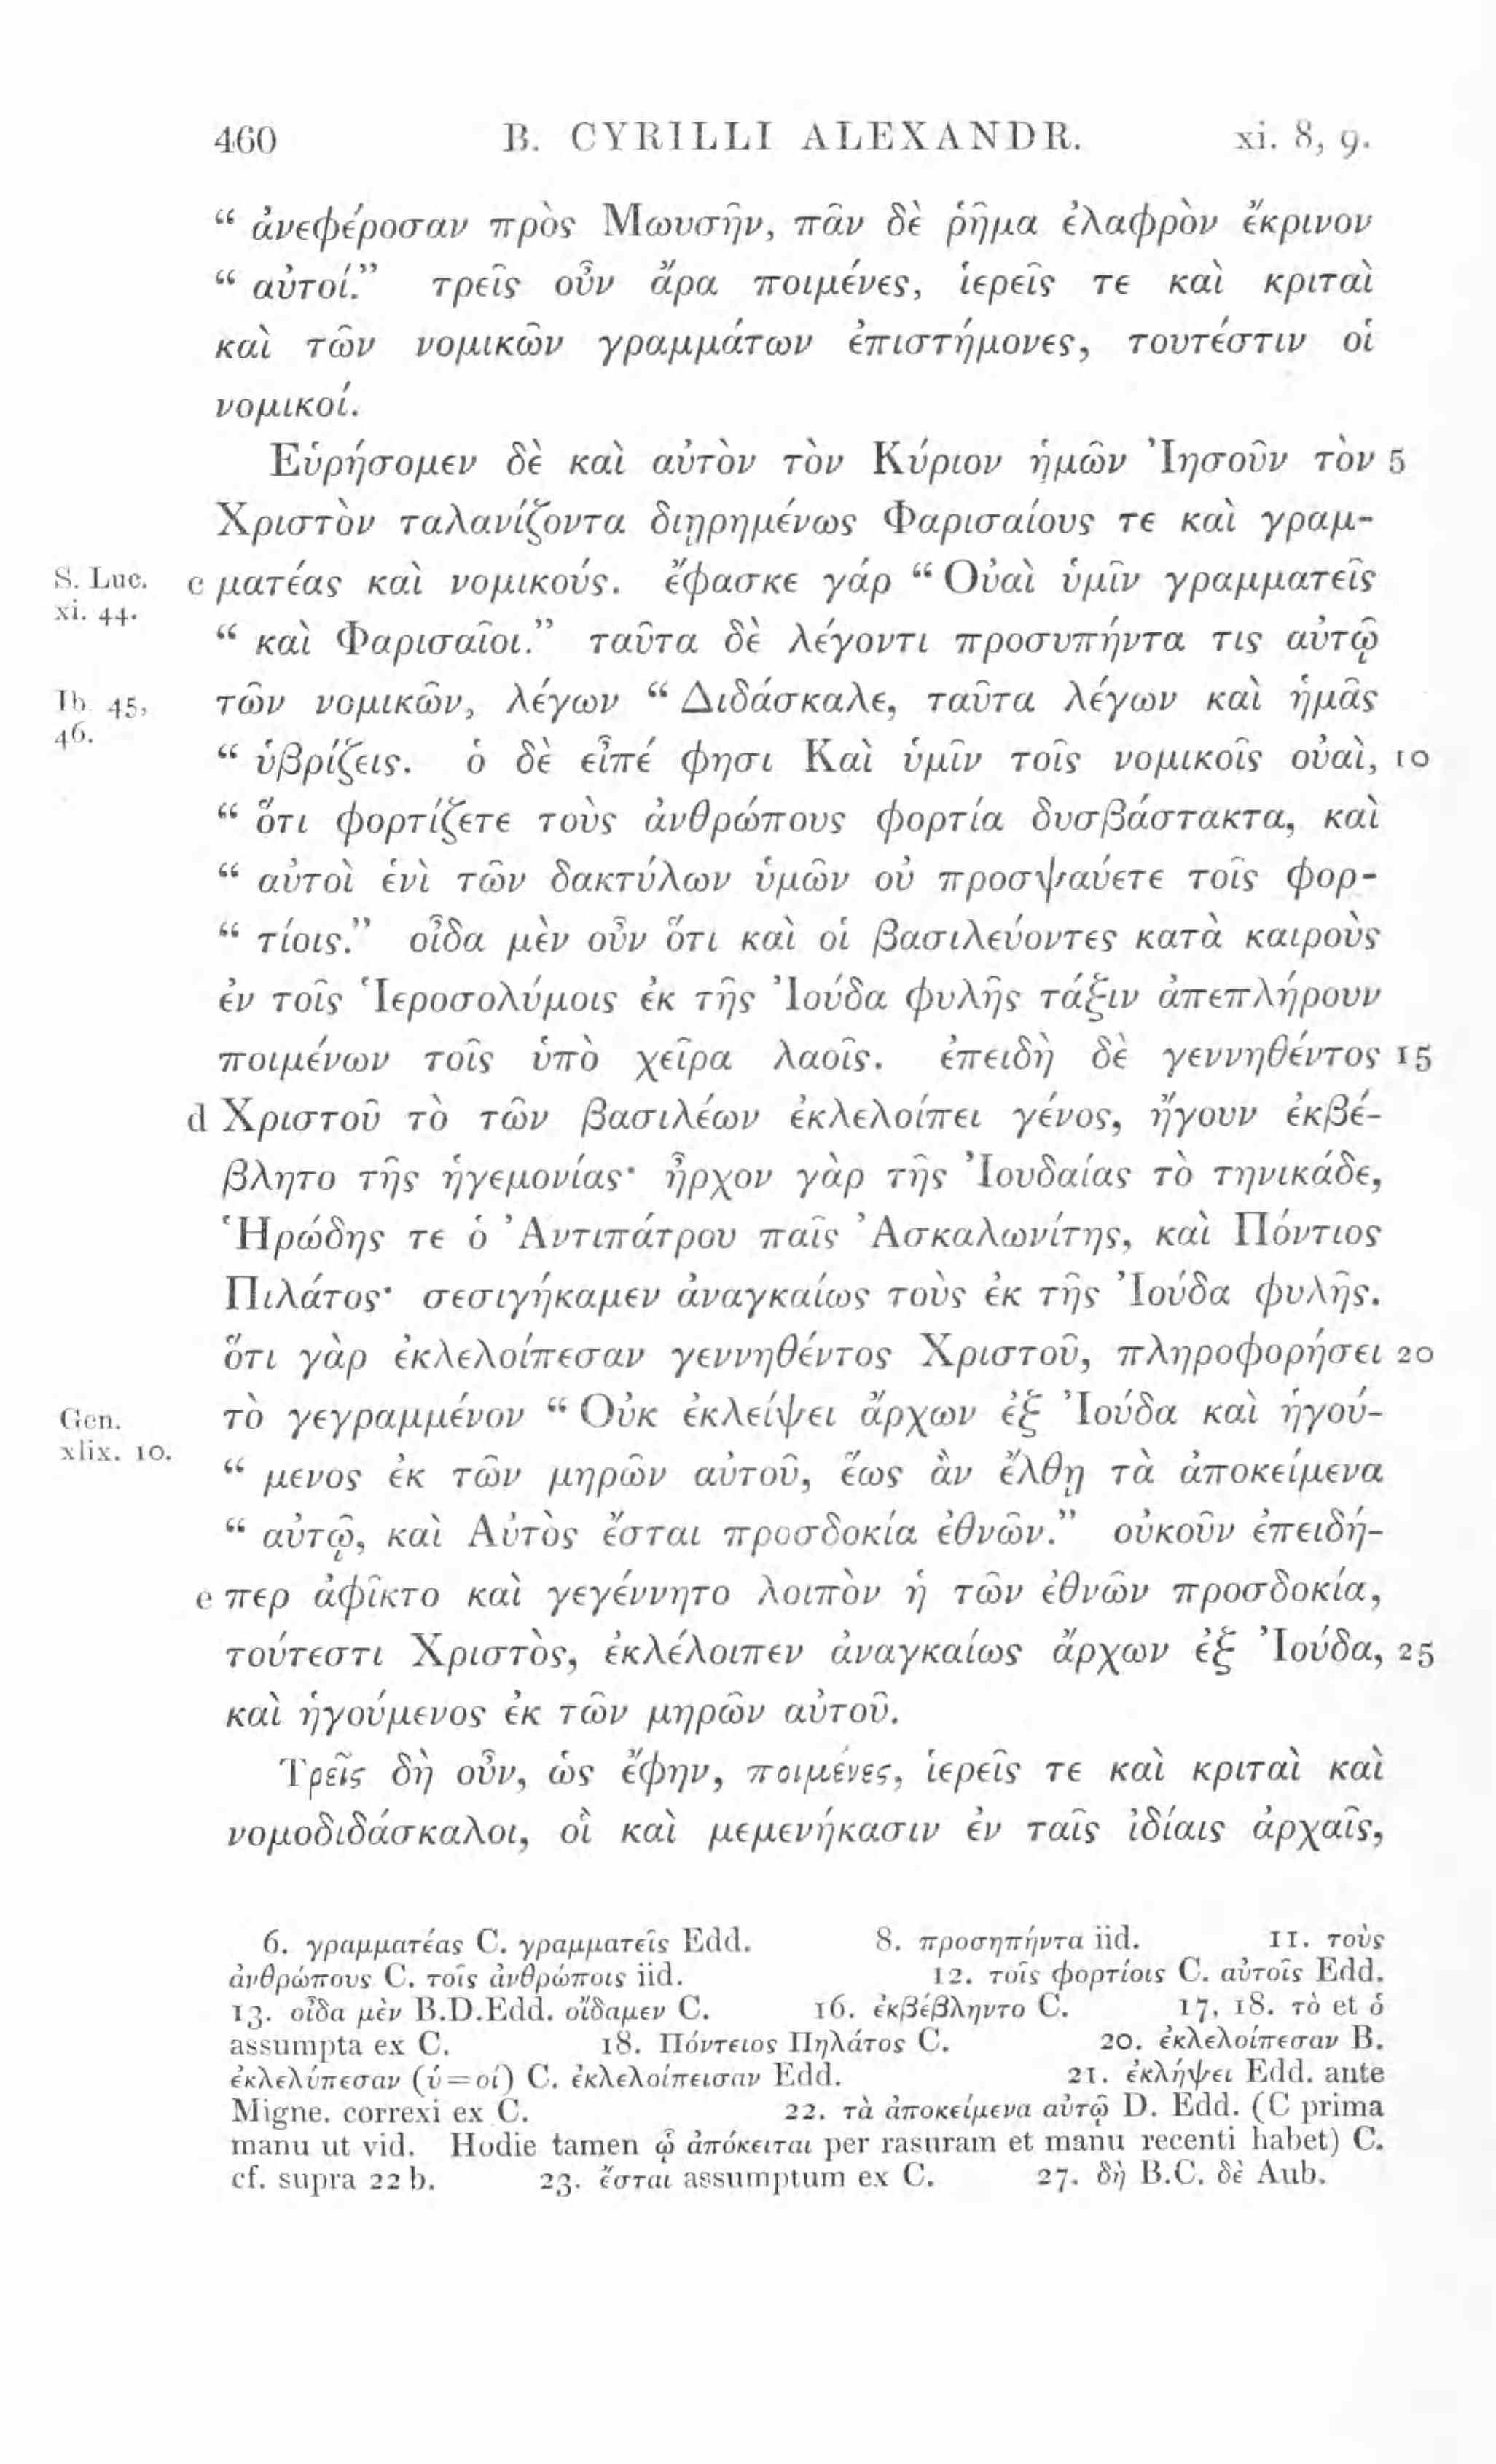 460 B. CYRILLI ALEXANDR. xi. 8, 9.
“ ἀνεφέροσαν πρὸς Μωυσῆν, πᾶν δὲ ῥῆμα ἐλαφρὸν ἔκρινον
“ αὐτοί.” τρεῖς οὖν ἄρα ποιμένες, ἱερεῖς τε καὶ κριταὶ
καὶ τῶν νομικῶν γραμμάτων ἐπιστήμονες, τουτέστιν οἱ
νομικοί.
Εὑρήσομεν δὲ καὶ αὐτὸν τὸν Κύριον ἡμῶν Ἰησοῦν τὸν 5
Χριστὸν ταλανίζοντα διῃρημένως Φαρισαίους τε καὶ γραμ-
S. Luc. c ματέας καὶ νομικούς. ἔφασκε γάρ “ Οὐαὶ ὑμῖν γραμματεῖς
xi. 44.
“ καὶ Φαρισαῖοι.” ταῦτα δὲ λέγοντι προσυπήντα τις αὐτῷ
Ib. 45, τῶν νομικῶν, λέγων “ Διδάσκαλε, ταῦτα λέγων καὶ ἡμᾶς
46.
“ ὑβρίζεις. ὁ δὲ εἶπέ φησι Καὶ ὑμῖν τοῖς νομικοῖς οὐαὶ, 10
“ ὅτι φορτίζετε τοὺς ἀνθρώπους φορτία δυσβάστακτα, καὶ
“ αὐτοὶ ἑνὶ τῶν δακτύλων ὑμῶν οὐ προσψαύετε τοῖς φορ-
“ τίοις.” οἶδα μὲν οὖν ὅτι καὶ οἱ βασιλεύοντες κατὰ καιροὺς
ἐν τοῖς Ἱεροσολύμοις ἐκ τῆς Ἰούδα φυλῆς τάξιν ἀπεπλήρουν
ποιμένων τοῖς ὑπὸ χεῖρα λαοῖς. ἐπειδὴ δὲ γεννηθέντος 15
d Χριστοῦ τὸ τῶν βασιλέων ἐκλελοίπει γένος, ἤγουν ἐκβέ-
βλητο τῆς ἡγεμονίας· ἦρχον γὰρ τῆς Ἰουδαίας τὸ τηνικάδε,
Ἡρώδης τε ὁ Ἀντιπάτρου παῖς Ἀσκαλωνίτης, καὶ Πόντιος
Πιλάτος· σεσιγήκαμεν ἀναγκαίως τοὺς ἐκ τῆς Ἰούδα φυλῆς.
ὅτι γὰρ ἐκλελοίπεσαν γεννηθέντος Χριστοῦ, πληροφορήσει 20
Gen. τὸ γεγραμμένον “ Οὐκ ἐκλείψει ἄρχων ἐξ Ἰούδα καὶ ἡγού-
xlix. 10.
“ μενος ἐκ τῶν μηρῶν αὐτοῦ, ἕως ἂν ἔλθῃ τὰ ἀποκείμενα
“ αὐτῷ, καὶ Αὐτὸς ἔσται προσδοκία ἐθνῶν.” οὐκοῦν ἐπειδή-
e περ ἀφῖκτο καὶ γεγέννητο λοιπὸν ἡ τῶν ἐθνῶν προσδοκία,
τούτεστι Χριστὸς, ἐκλέλοιπεν ἀναγκαίως ἄρχων ἐξ Ἰούδα, 25
καὶ ἡγούμενος ἐκ τῶν μηρῶν αὐτοῦ.
Τρεῖς δὴ οὖν, ὡς ἔφην, ποιμένες, ἱερεῖς τε καὶ κριταὶ καὶ
νομοδιδάσκαλοι, οἳ καὶ μεμενήκασιν ἐν ταῖς ἰδίαις ἀρχαῖς,
6. γραμματέας C. γραμματεῖς Edd. 8. προσηπήντα iid. 11. τοὺς
ἀνθρώπους C. τοῖς ἀνθρώποις iid. 12. τοῖς φορτίοις C. αὐτοῖς Edd.
13. οἶδα μὲν B.D.Edd. οἴδαμεν C. 16. ἐκβέβληντο C. 17, 18. τὸ et ὁ
assumpta ex C. 18. Πόντειος Πηλάτος C. 20. ἐκλελοίπεσαν B.
ἐκλελύπεσαν (ύ=οί) C. ἐκλελοίπεισαν Edd. 21. ἐκλήψει Edd. ante
Migne. correxi ex C. 22. τὰ ἀποκείμενα αὐτῷ D. Edd. (C prima
manu ut vid. Hodie tamen ᾧ ἀπόκειται per rasuram et manu recenti habet) C.
cf. supra 22 b. 23. ἔσται assumptum ex C. 27. δὴ B.C. δὲ Aub.